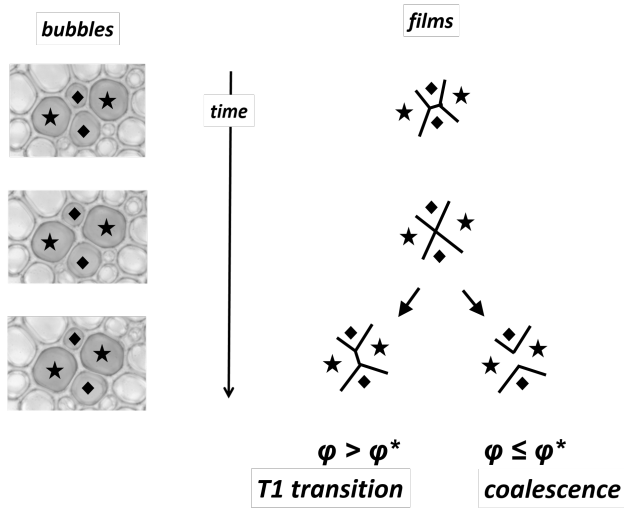 bubbles
films
time
φ > φ*
φ ≤ φ*
T1 transition
coalescence